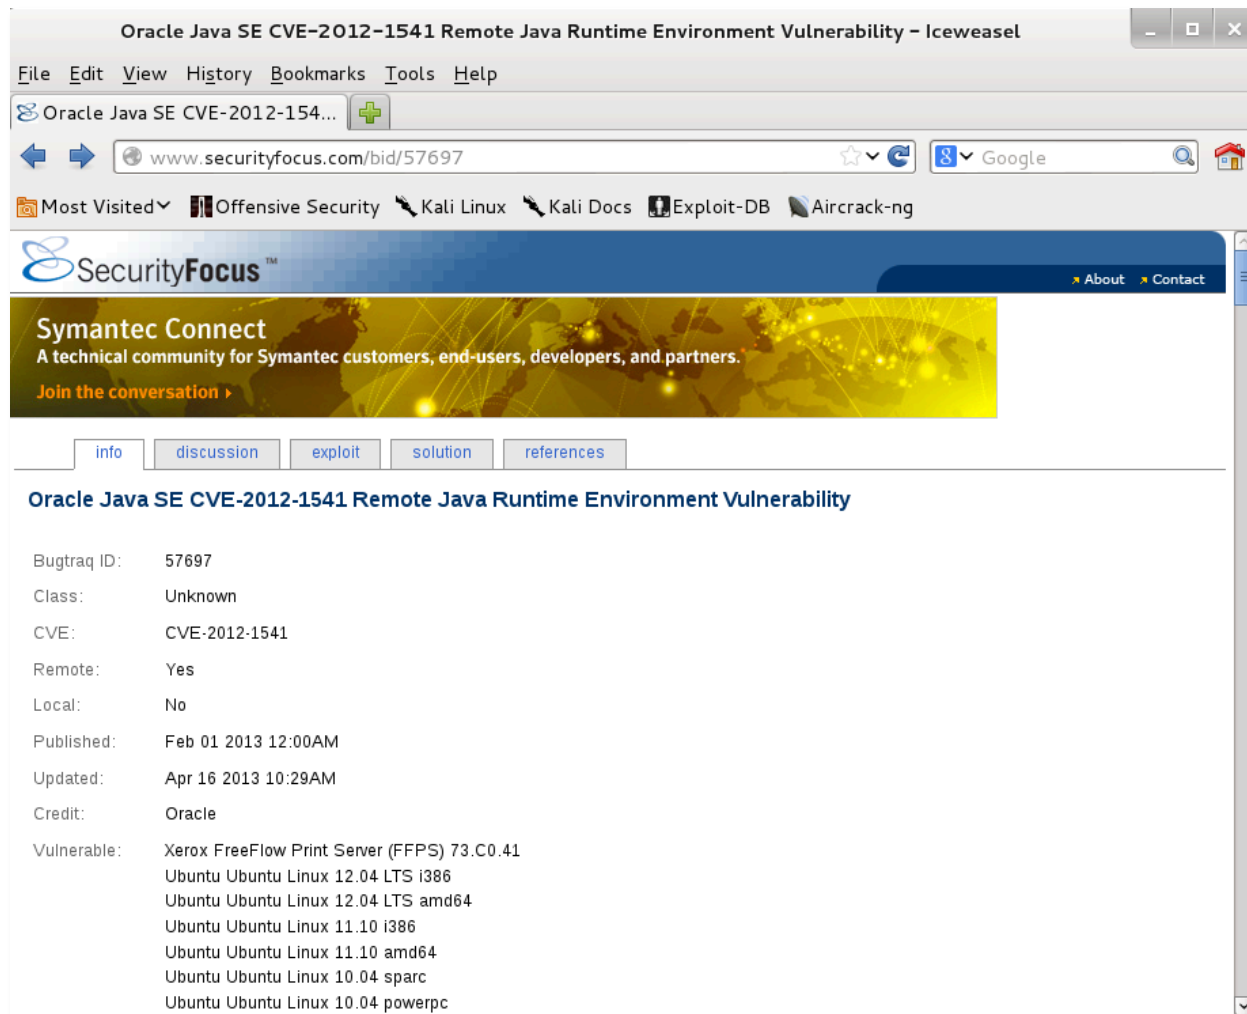 Oracle Java SE CVE-2012-1541 Remote Java Runtime Environment Vulnerability - Iceweasel
File Edit View History Bookmarks Tools Help
Oracle Java SE CVE-2012-154...
www.securityfocus.com/bid/57697
8 Google
Most Visited Offensive Security Kali Linux Kali Docs Exploit-DB Aircrack-ng
SecurityFocus™
About Contact
Symantec Connect
A technical community for Symantec customers, end-users, developers, and partners.
Join the conversation
info discussion exploit solution references
Oracle Java SE CVE-2012-1541 Remote Java Runtime Environment Vulnerability
Bugtraq ID: 57697
Class: Unknown
CVE: CVE-2012-1541
Remote: Yes
Local: No
Published: Feb 01 2013 12:00AM
Updated: Apr 16 2013 10:29AM
Credit: Oracle
Vulnerable: Xerox FreeFlow Print Server (FFPS) 73.C0.41
Ubuntu Ubuntu Linux 12.04 LTS i386
Ubuntu Ubuntu Linux 12.04 LTS amd64
Ubuntu Ubuntu Linux 11.10 i386
Ubuntu Ubuntu Linux 11.10 amd64
Ubuntu Ubuntu Linux 10.04 sparc
Ubuntu Ubuntu Linux 10.04 powerpc